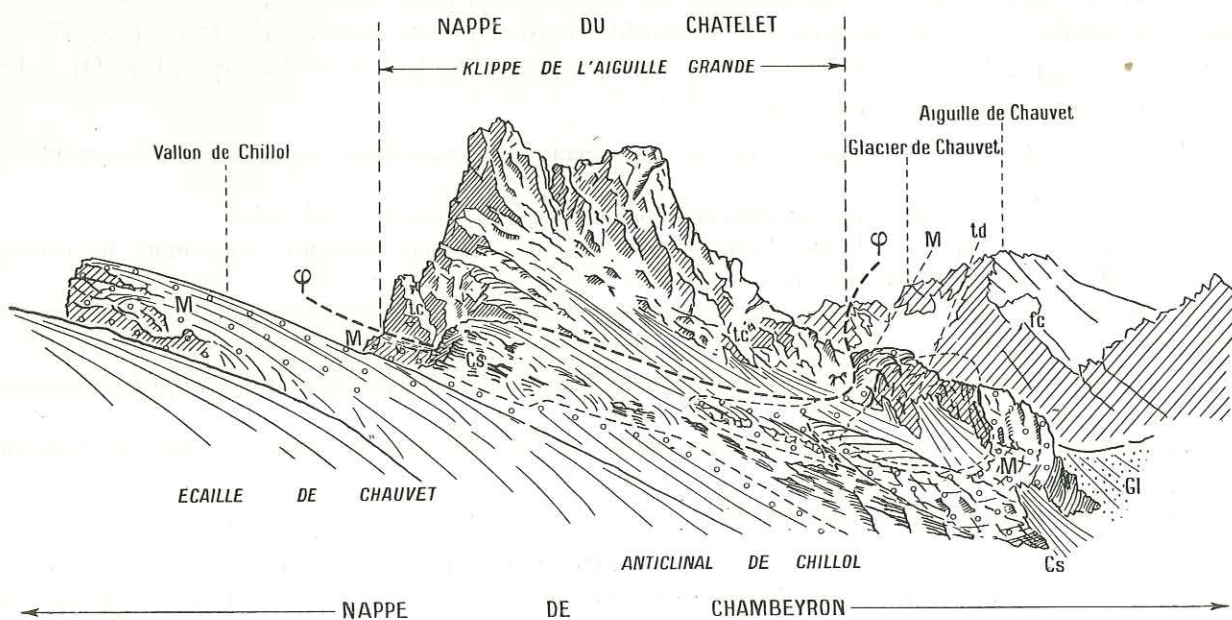 NAPPE DU CHATELET
KLIPPE DE L'AIGUILLE GRANDE
Aiguille de Chauvet
Vallon de Chillol
Glacier de Chauvet
φ
φ
M
td
tc
M
M
Cs
tc
tc
M
Gl
ECAILLE DE CHAUVET
ANTICLINAL DE CHILLOL
Cs
NAPPE DE CHAMBEYRON